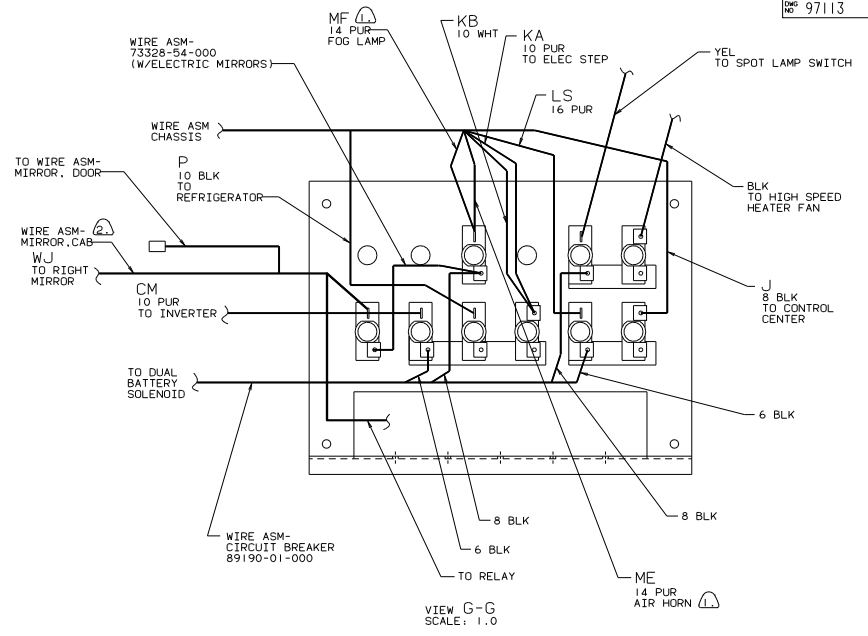 DWG
NO 97113
MF 1.
14 PUR
FOG LAMP
KB
10 WHT
KA
10 PUR
TO ELEC STEP
WIRE ASM-
73328-54-000
(W/ELECTRIC MIRRORS)
YEL
TO SPOT LAMP SWITCH
LS
16 PUR
WIRE ASM
CHASSIS
TO WIRE ASM-
MIRROR, DOOR
P
10 BLK
TO
REFRIGERATOR
BLK
TO HIGH SPEED
HEATER FAN
WIRE ASM- 2.
MIRROR,CAB
WJ
TO RIGHT
MIRROR
CM
10 PUR
TO INVERTER
J
8 BLK
TO CONTROL
CENTER
TO DUAL
BATTERY
SOLENOID
6 BLK
8 BLK
8 BLK
6 BLK
WIRE ASM-
CIRCUIT BREAKER
89190-01-000
TO RELAY
ME
14 PUR
AIR HORN 1.
VIEW G-G
SCALE: 1.0